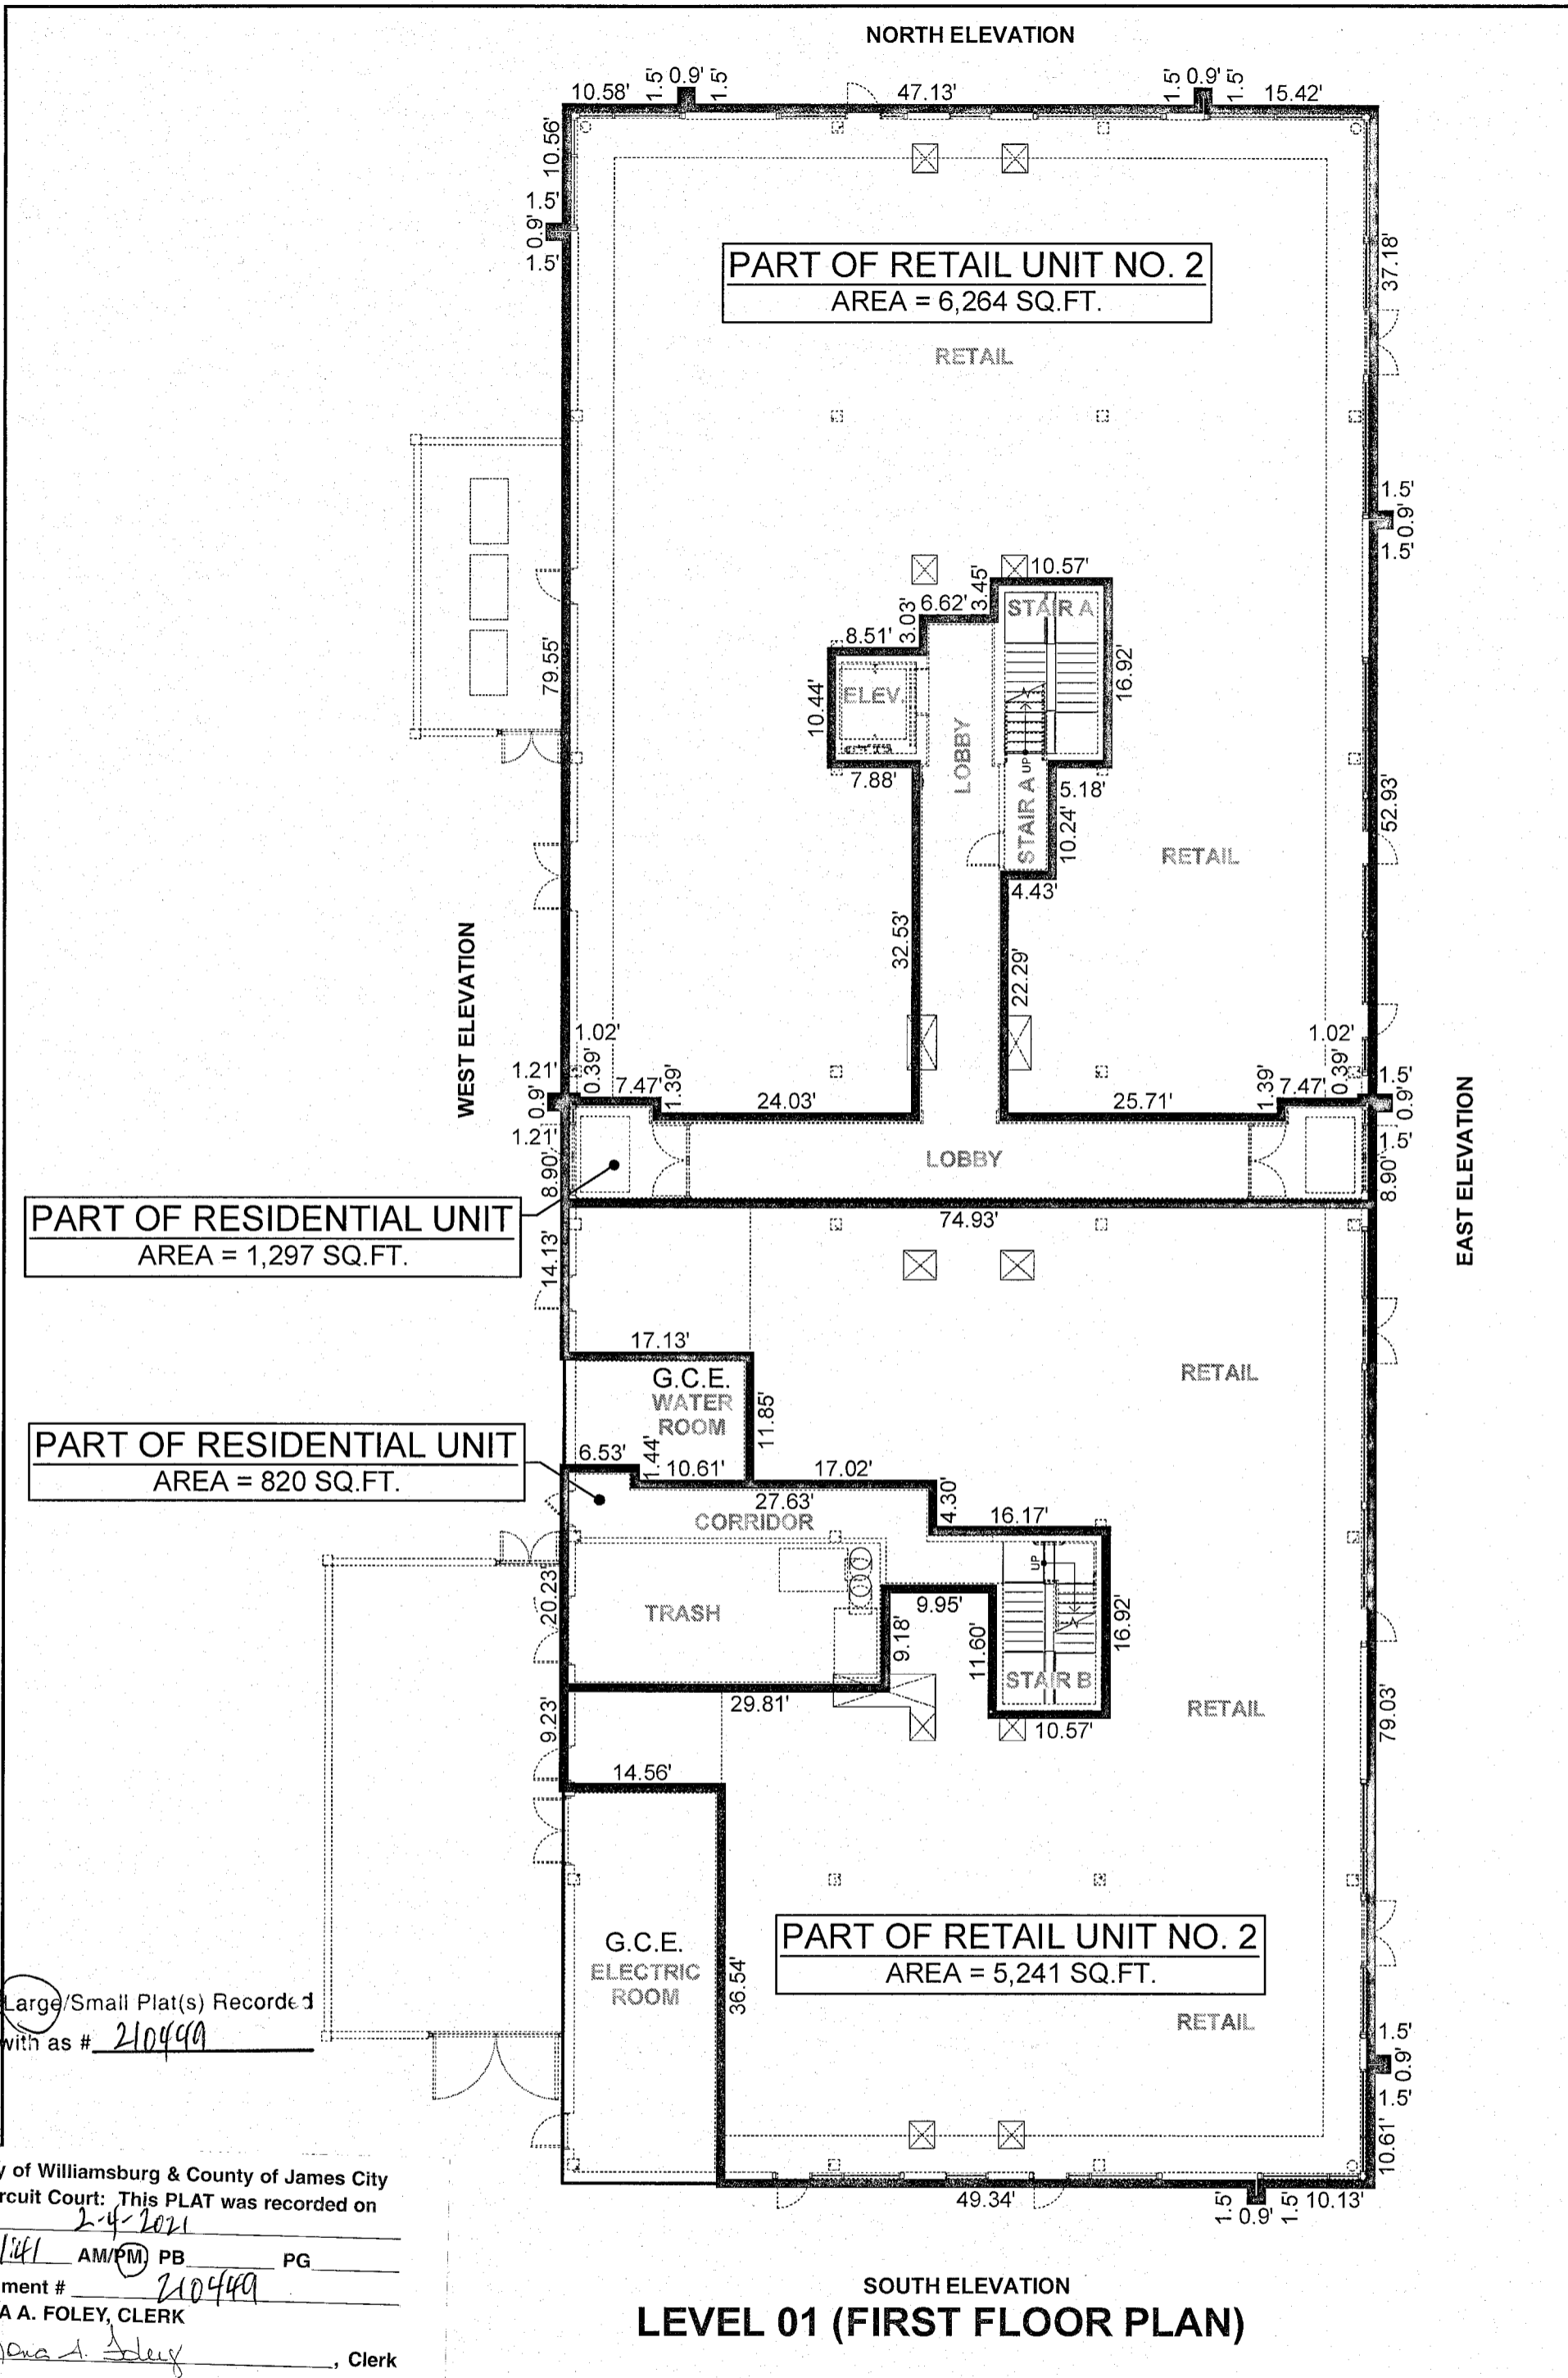 NORTH ELEVATION
10.58' 1.5' 0.9' 1.5' 47.13' 1.5' 0.9' 1.5' 15.42'
10.56'
1.5'
0.9'
1.5'
PART OF RETAIL UNIT NO. 2
AREA = 6,264 SQ.FT.
37.18'
RETAIL
1.5'
0.9'
1.5'
10.57'
3.45'
6.62'
STAIR A
3.03'
8.51'
79.55'
10.44'
ELEV.
16.92'
LOBBY
UP
7.88'
5.18'
STAIR A
10.24'
52.93'
RETAIL
4.43'
32.53'
22.29'
WEST ELEVATION
1.02' 1.02'
1.21' 0.39' 0.39' 1.5'
0.9' 7.47' 1.39' 24.03' 25.71' 1.39' 7.47' 0.9'
1.21' 1.5'
LOBBY
8.90' 8.90'
EAST ELEVATION
PART OF RESIDENTIAL UNIT
AREA = 1,297 SQ.FT.
74.93'
14.13'
17.13'
G.C.E.
WATER
ROOM
11.85'
RETAIL
PART OF RESIDENTIAL UNIT
AREA = 820 SQ.FT.
6.53' 1.44' 10.61' 17.02'
27.63'
4.30'
CORRIDOR
16.17'
UP
20.23'
TRASH
9.95'
9.18'
11.60'
16.92'
STAIR B
29.81'
10.57'
9.23'
RETAIL
79.03'
14.56'
G.C.E.
ELECTRIC
ROOM
36.54'
PART OF RETAIL UNIT NO. 2
AREA = 5,241 SQ.FT.
RETAIL
1.5'
0.9'
1.5'
10.61'
Large/Small Plat(s) Recorded
with as # 210449
49.34' 1.5' 0.9' 1.5' 10.13'
y of Williamsburg & County of James City
rcuit Court: This PLAT was recorded on
2-4-2021
1:41 AM/PM PB PG
ment # 210449
A A. FOLEY, CLERK
Mona A. Foley, Clerk
SOUTH ELEVATION
LEVEL 01 (FIRST FLOOR PLAN)